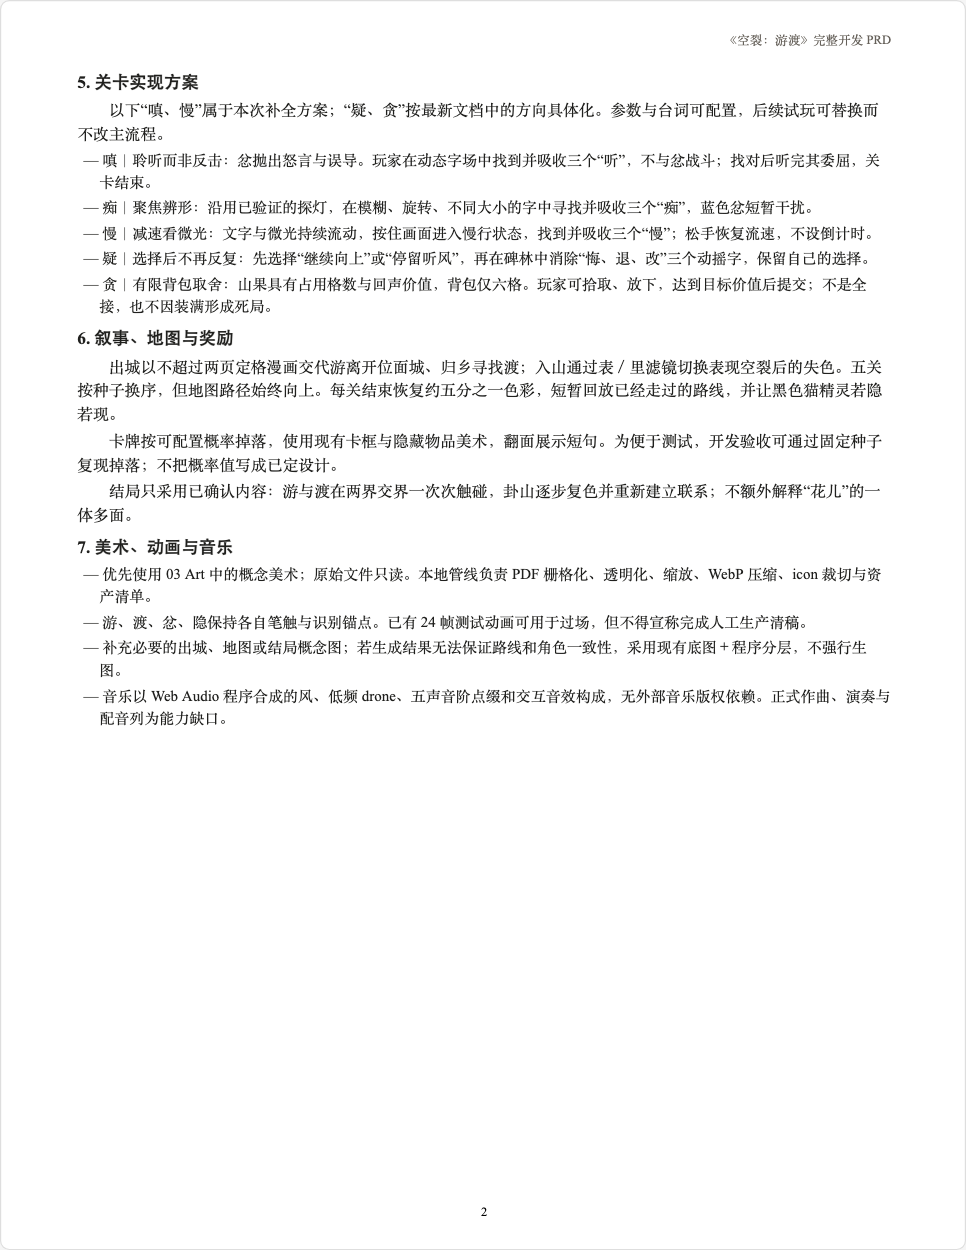 《空裂：游渡》完整开发 PRD
5. 关卡实现方案
以下“嗔、慢”属于本次补全方案；“疑、贪”按最新文档中的方向具体化。参数与台词可配置，后续试玩可替换而
不改主流程。
— 嗔｜聆听而非反击：忿抛出怒言与误导。玩家在动态字场中找到并吸收三个“听”，不与忿战斗；找对后听完其委屈，关
卡结束。
— 痴｜聚焦辨形：沿用已验证的探灯，在模糊、旋转、不同大小的字中寻找并吸收三个“痴”，蓝色忿短暂干扰。
— 慢｜减速看微光：文字与微光持续流动，按住画面进入慢行状态，找到并吸收三个“慢”；松手恢复流速，不设倒计时。
— 疑｜选择后不再反复：先选择“继续向上”或“停留听风”，再在碑林中消除“悔、退、改”三个动摇字，保留自己的选择。
— 贪｜有限背包取舍：山果具有占用格数与回声价值，背包仅六格。玩家可拾取、放下，达到目标价值后提交；不是全
接，也不因装满形成死局。
6. 叙事、地图与奖励
出城以不超过两页定格漫画交代游离开位面城、归乡寻找渡；入山通过表 / 里滤镜切换表现空裂后的失色。五关
按种子换序，但地图路径始终向上。每关结束恢复约五分之一色彩，短暂回放已经走过的路线，并让黑色猫精灵若隐
若现。
卡牌按可配置概率掉落，使用现有卡框与隐藏物品美术，翻面展示短句。为便于测试，开发验收可通过固定种子
复现掉落；不把概率值写成已定设计。
结局只采用已确认内容：游与渡在两界交界一次次触碰，卦山逐步复色并重新建立联系；不额外解释“花儿”的一
体多面。
7. 美术、动画与音乐
— 优先使用 03 Art 中的概念美术；原始文件只读。本地管线负责 PDF 栅格化、透明化、缩放、WebP 压缩、icon 裁切与资
产清单。
— 游、渡、忿、隐保持各自笔触与识别锚点。已有 24 帧测试动画可用于过场，但不得宣称完成人工生产清稿。
— 补充必要的出城、地图或结局概念图；若生成结果无法保证路线和角色一致性，采用现有底图 + 程序分层，不强行生
图。
— 音乐以 Web Audio 程序合成的风、低频 drone、五声音阶点缀和交互音效构成，无外部音乐版权依赖。正式作曲、演奏与
配音列为能力缺口。
2